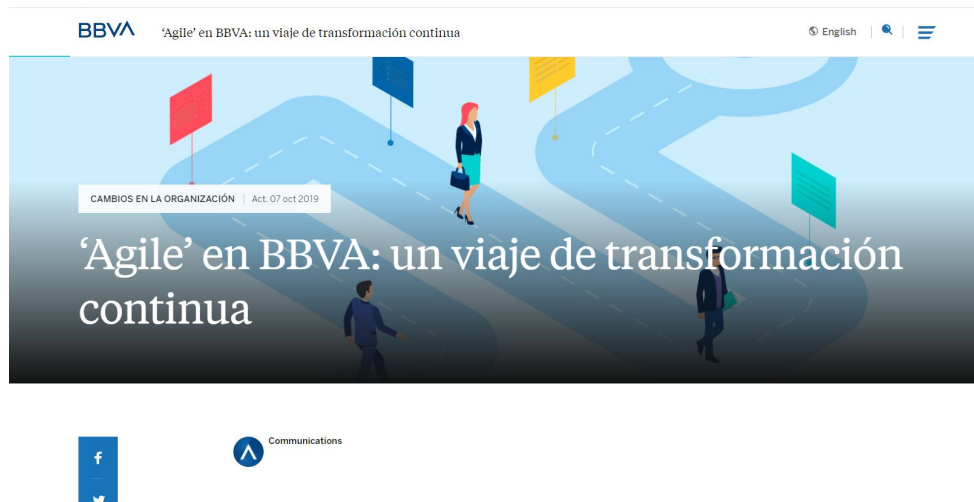 BBVA
‘Agile’ en BBVA: un viaje de transformación continua
English
CAMBIOS EN LA ORGANIZACIÓN | Act. 07 oct 2019
‘Agile’ en BBVA: un viaje de transformación
continua
Communications